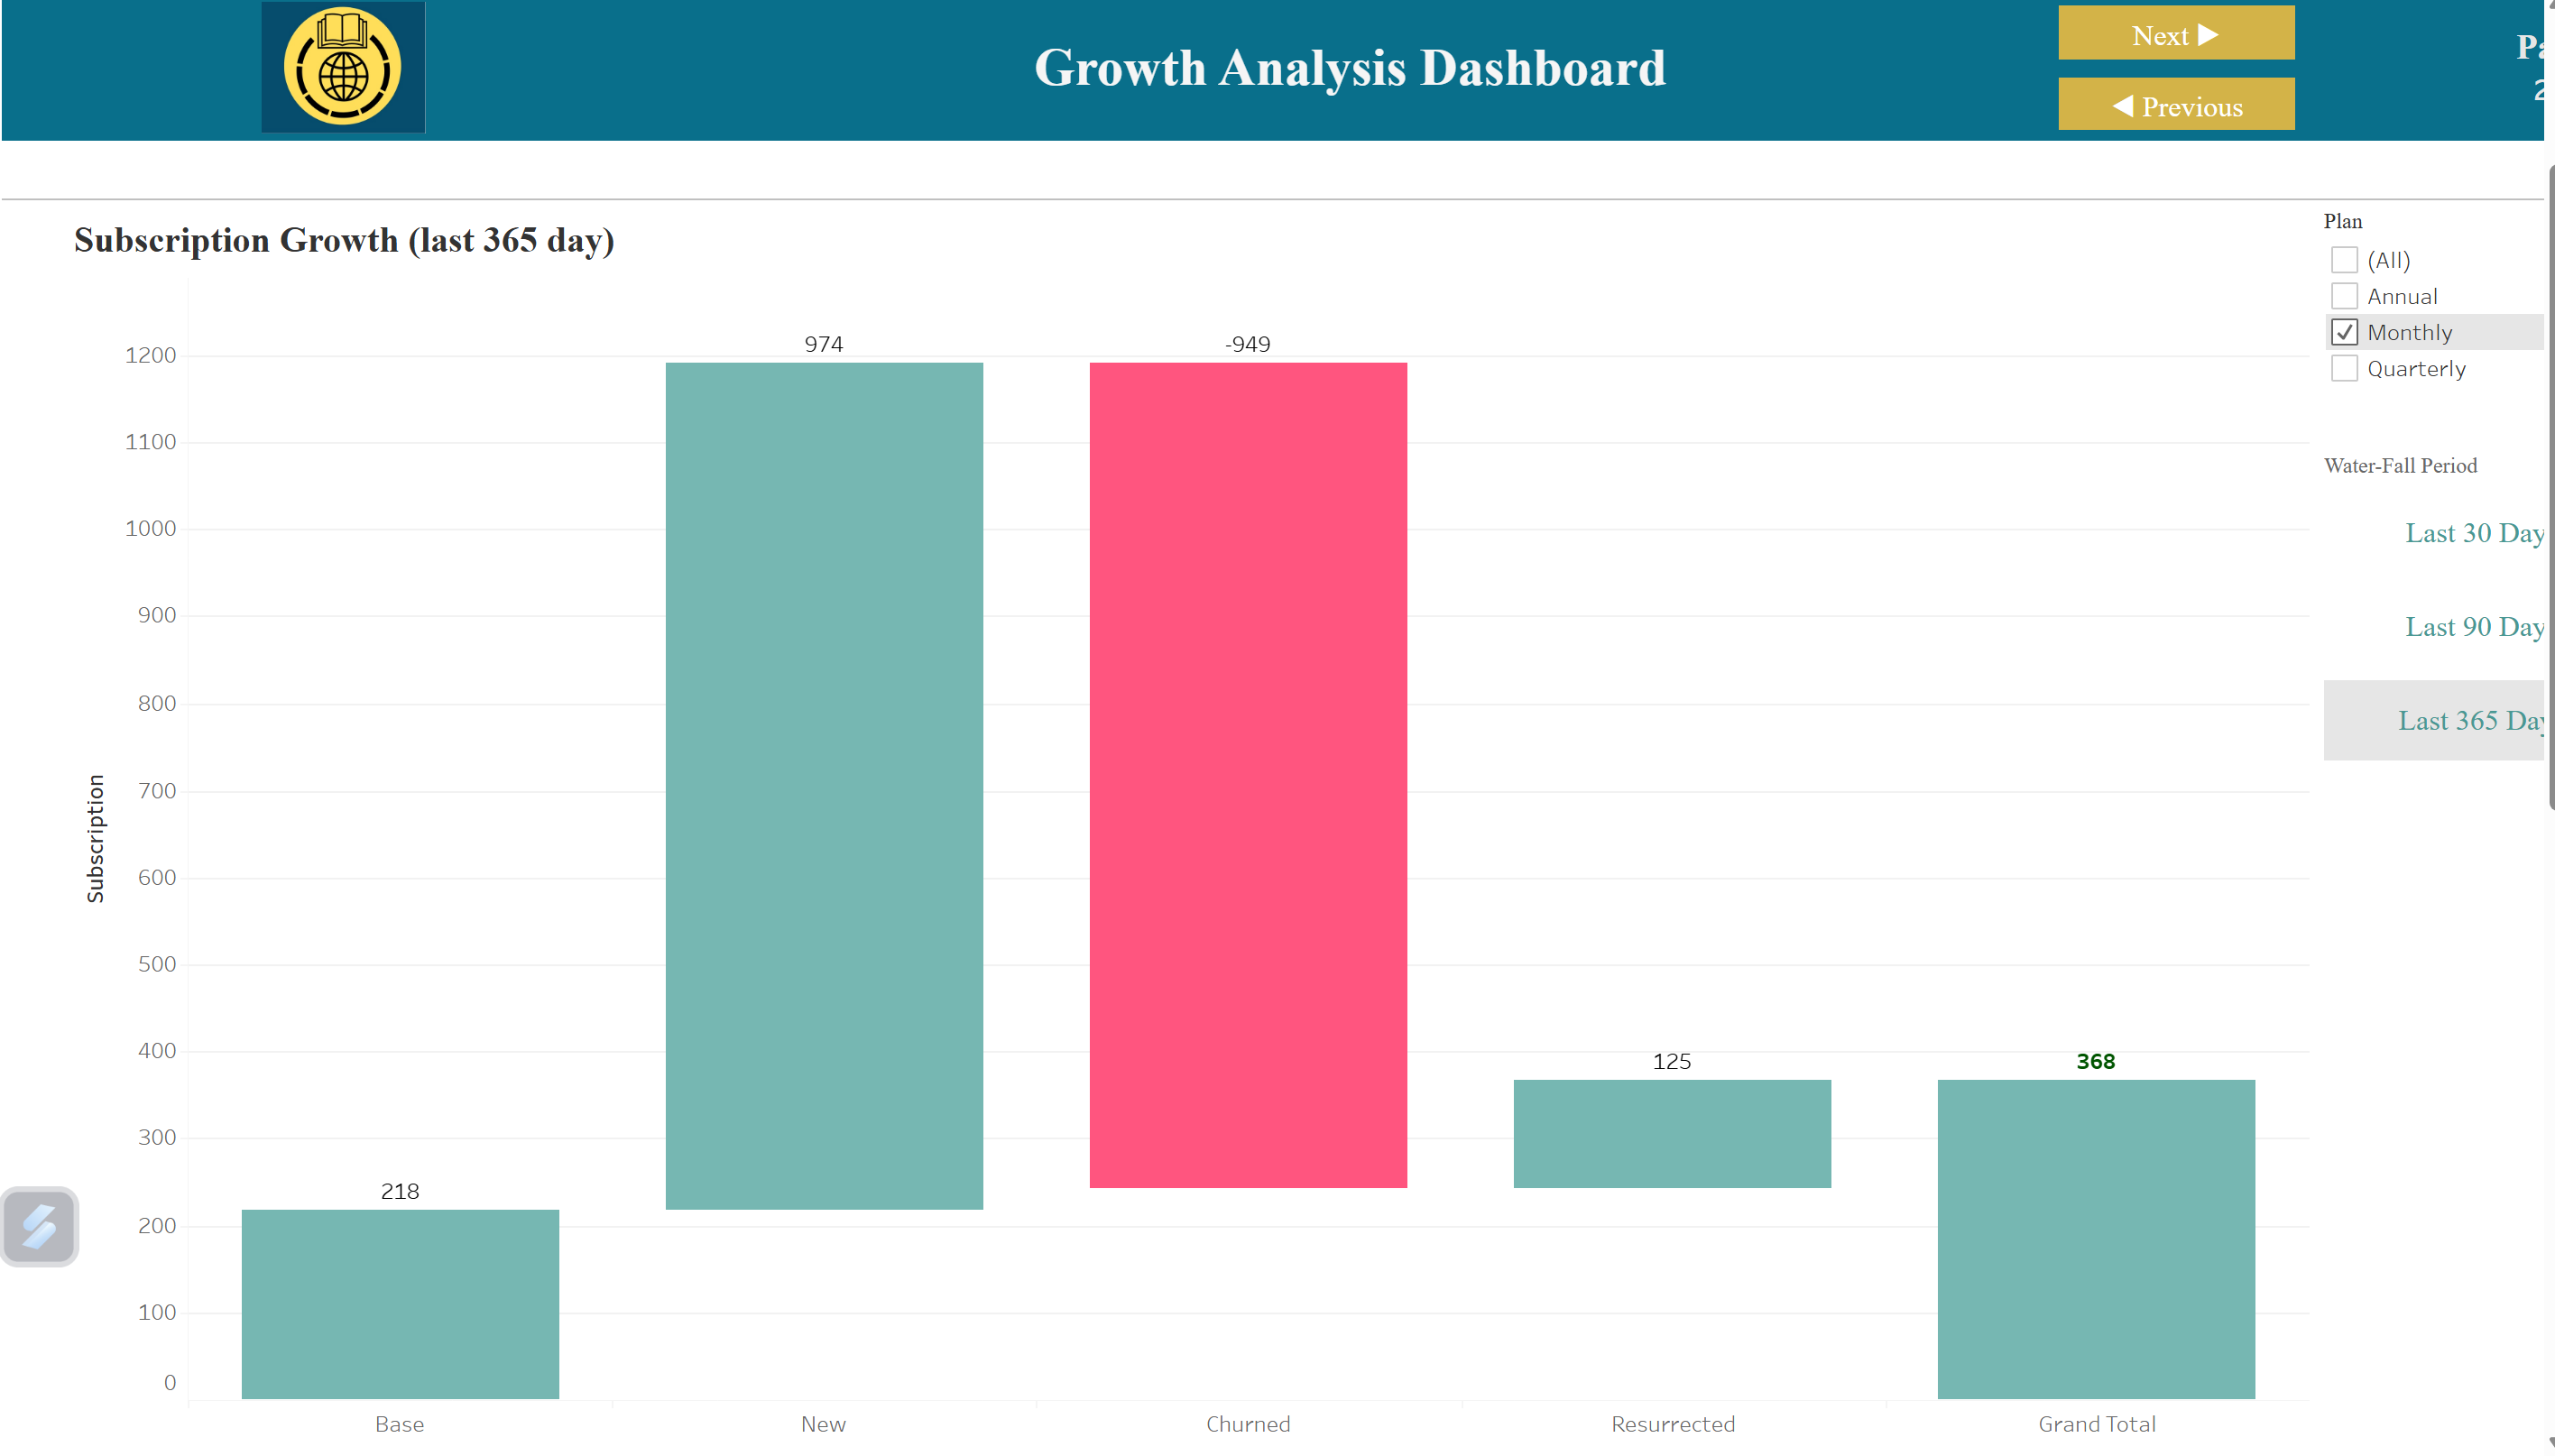 Growth Analysis Dashboard
Next ▶
◀ Previous
Subscription Growth (last 365 day)
Plan
(All)
Annual
Monthly
Quarterly
Water-Fall Period
Last 30 Day
Last 90 Day
Last 365 Day
Subscription
1200
1100
1000
900
800
700
600
500
400
300
200
100
0
218
974
-949
125
368
Base
New
Churned
Resurrected
Grand Total